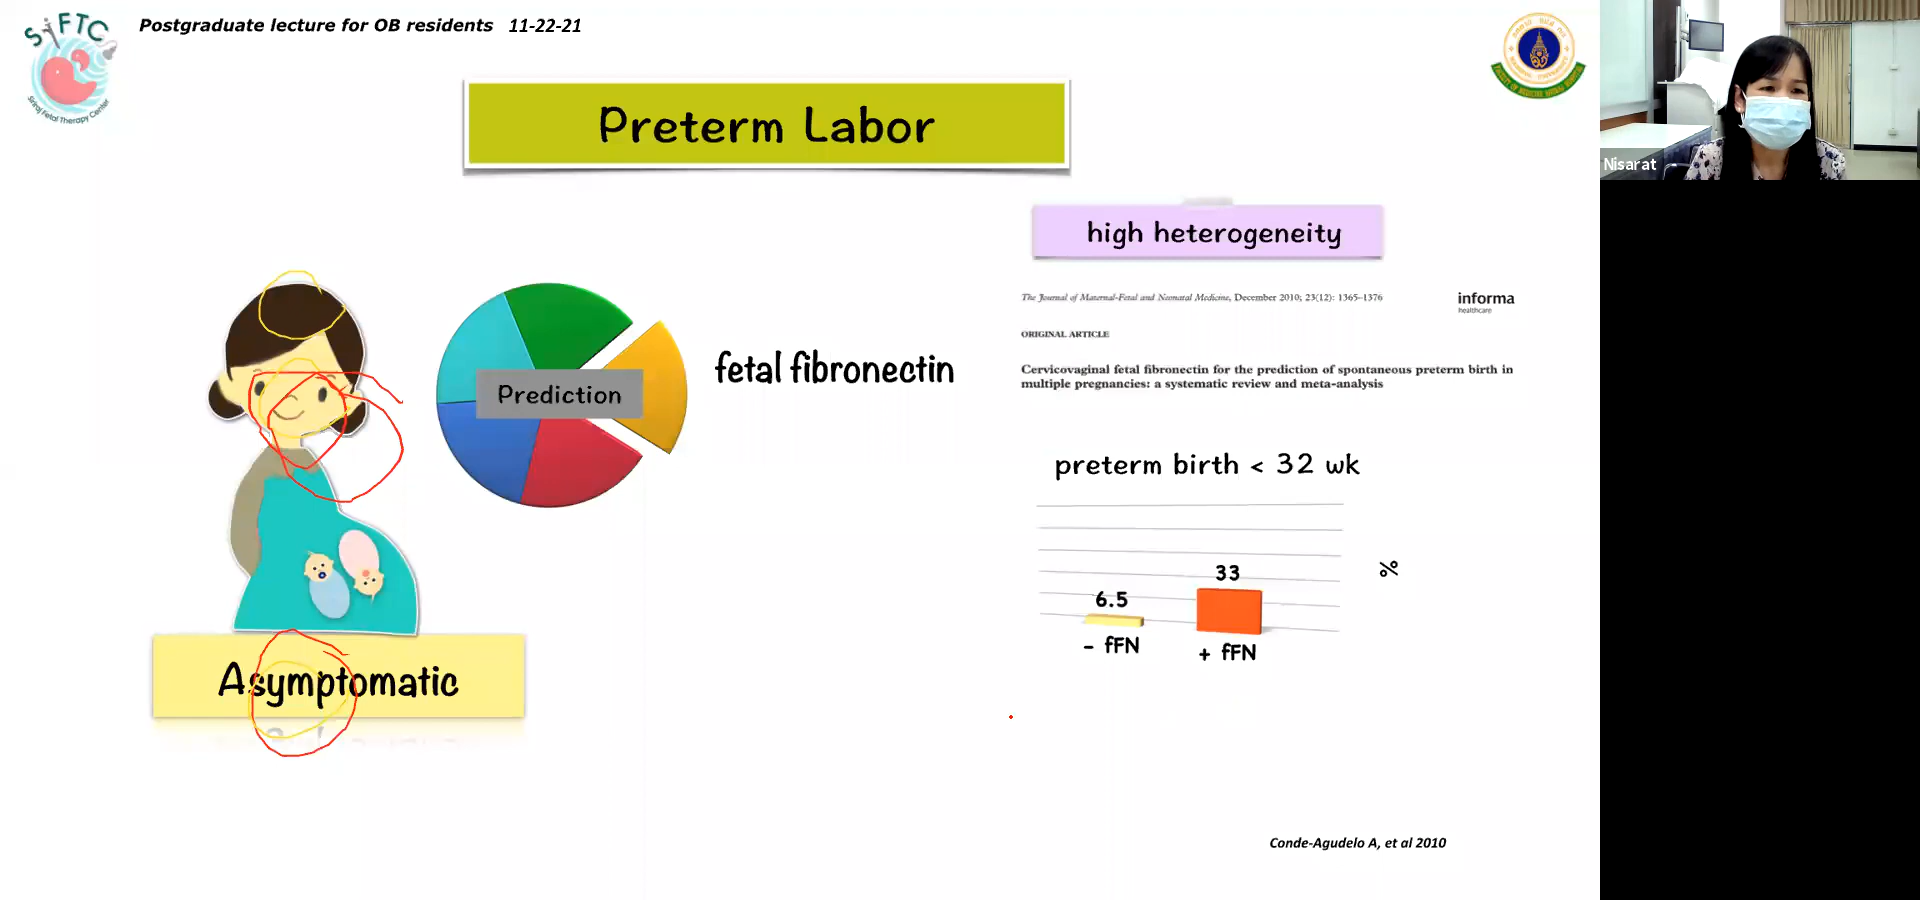 Postgraduate lecture for OB residents 11-22-21
SiFTC
Siriraj Fetal Therapy Center
Preterm Labor
Nisarat
high heterogeneity
The Journal of Maternal-Fetal and Neonatal Medicine, December 2010; 23(12): 1365–1376
informa
healthcare
ORIGINAL ARTICLE
Cervicovaginal fetal fibronectin for the prediction of spontaneous preterm birth in
multiple pregnancies: a systematic review and meta-analysis
Prediction
fetal fibronectin
preterm birth < 32 wk
%
6.5
33
- fFN
+ fFN
Asymptomatic
Conde-Agudelo A, et al 2010